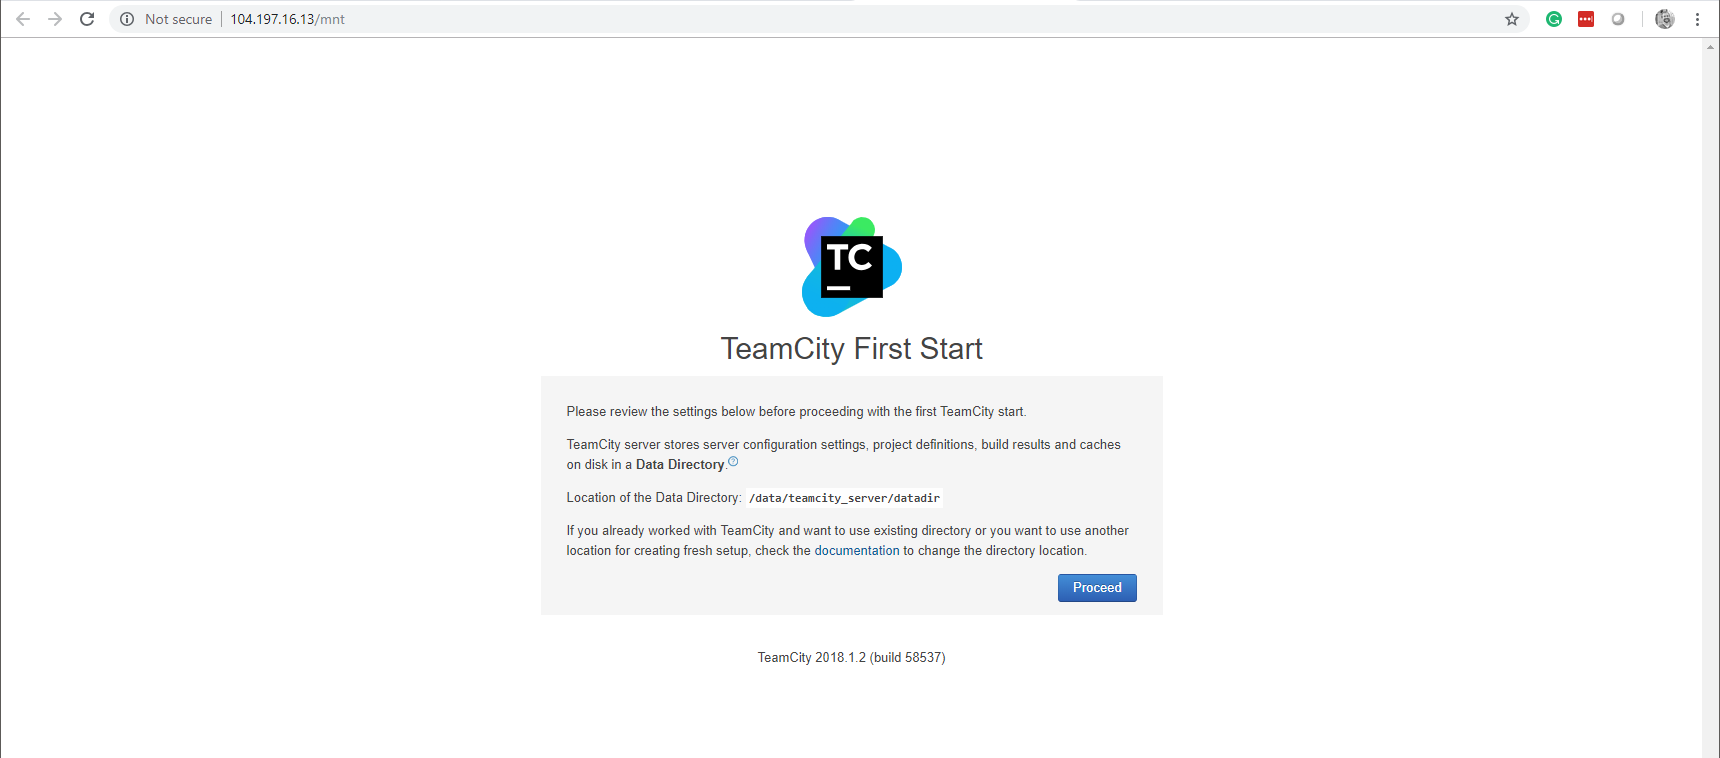 Not secure | 104.197.16.13/mnt
TC
TeamCity First Start
Please review the settings below before proceeding with the first TeamCity start.
TeamCity server stores server configuration settings, project definitions, build results and caches
on disk in a Data Directory.?
Location of the Data Directory: /data/teamcity_server/datadir
If you already worked with TeamCity and want to use existing directory or you want to use another
location for creating fresh setup, check the documentation to change the directory location.
Proceed
TeamCity 2018.1.2 (build 58537)